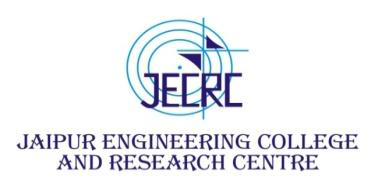 JECRC
JAIPUR ENGINEERING COLLEGE
AND RESEARCH CENTRE